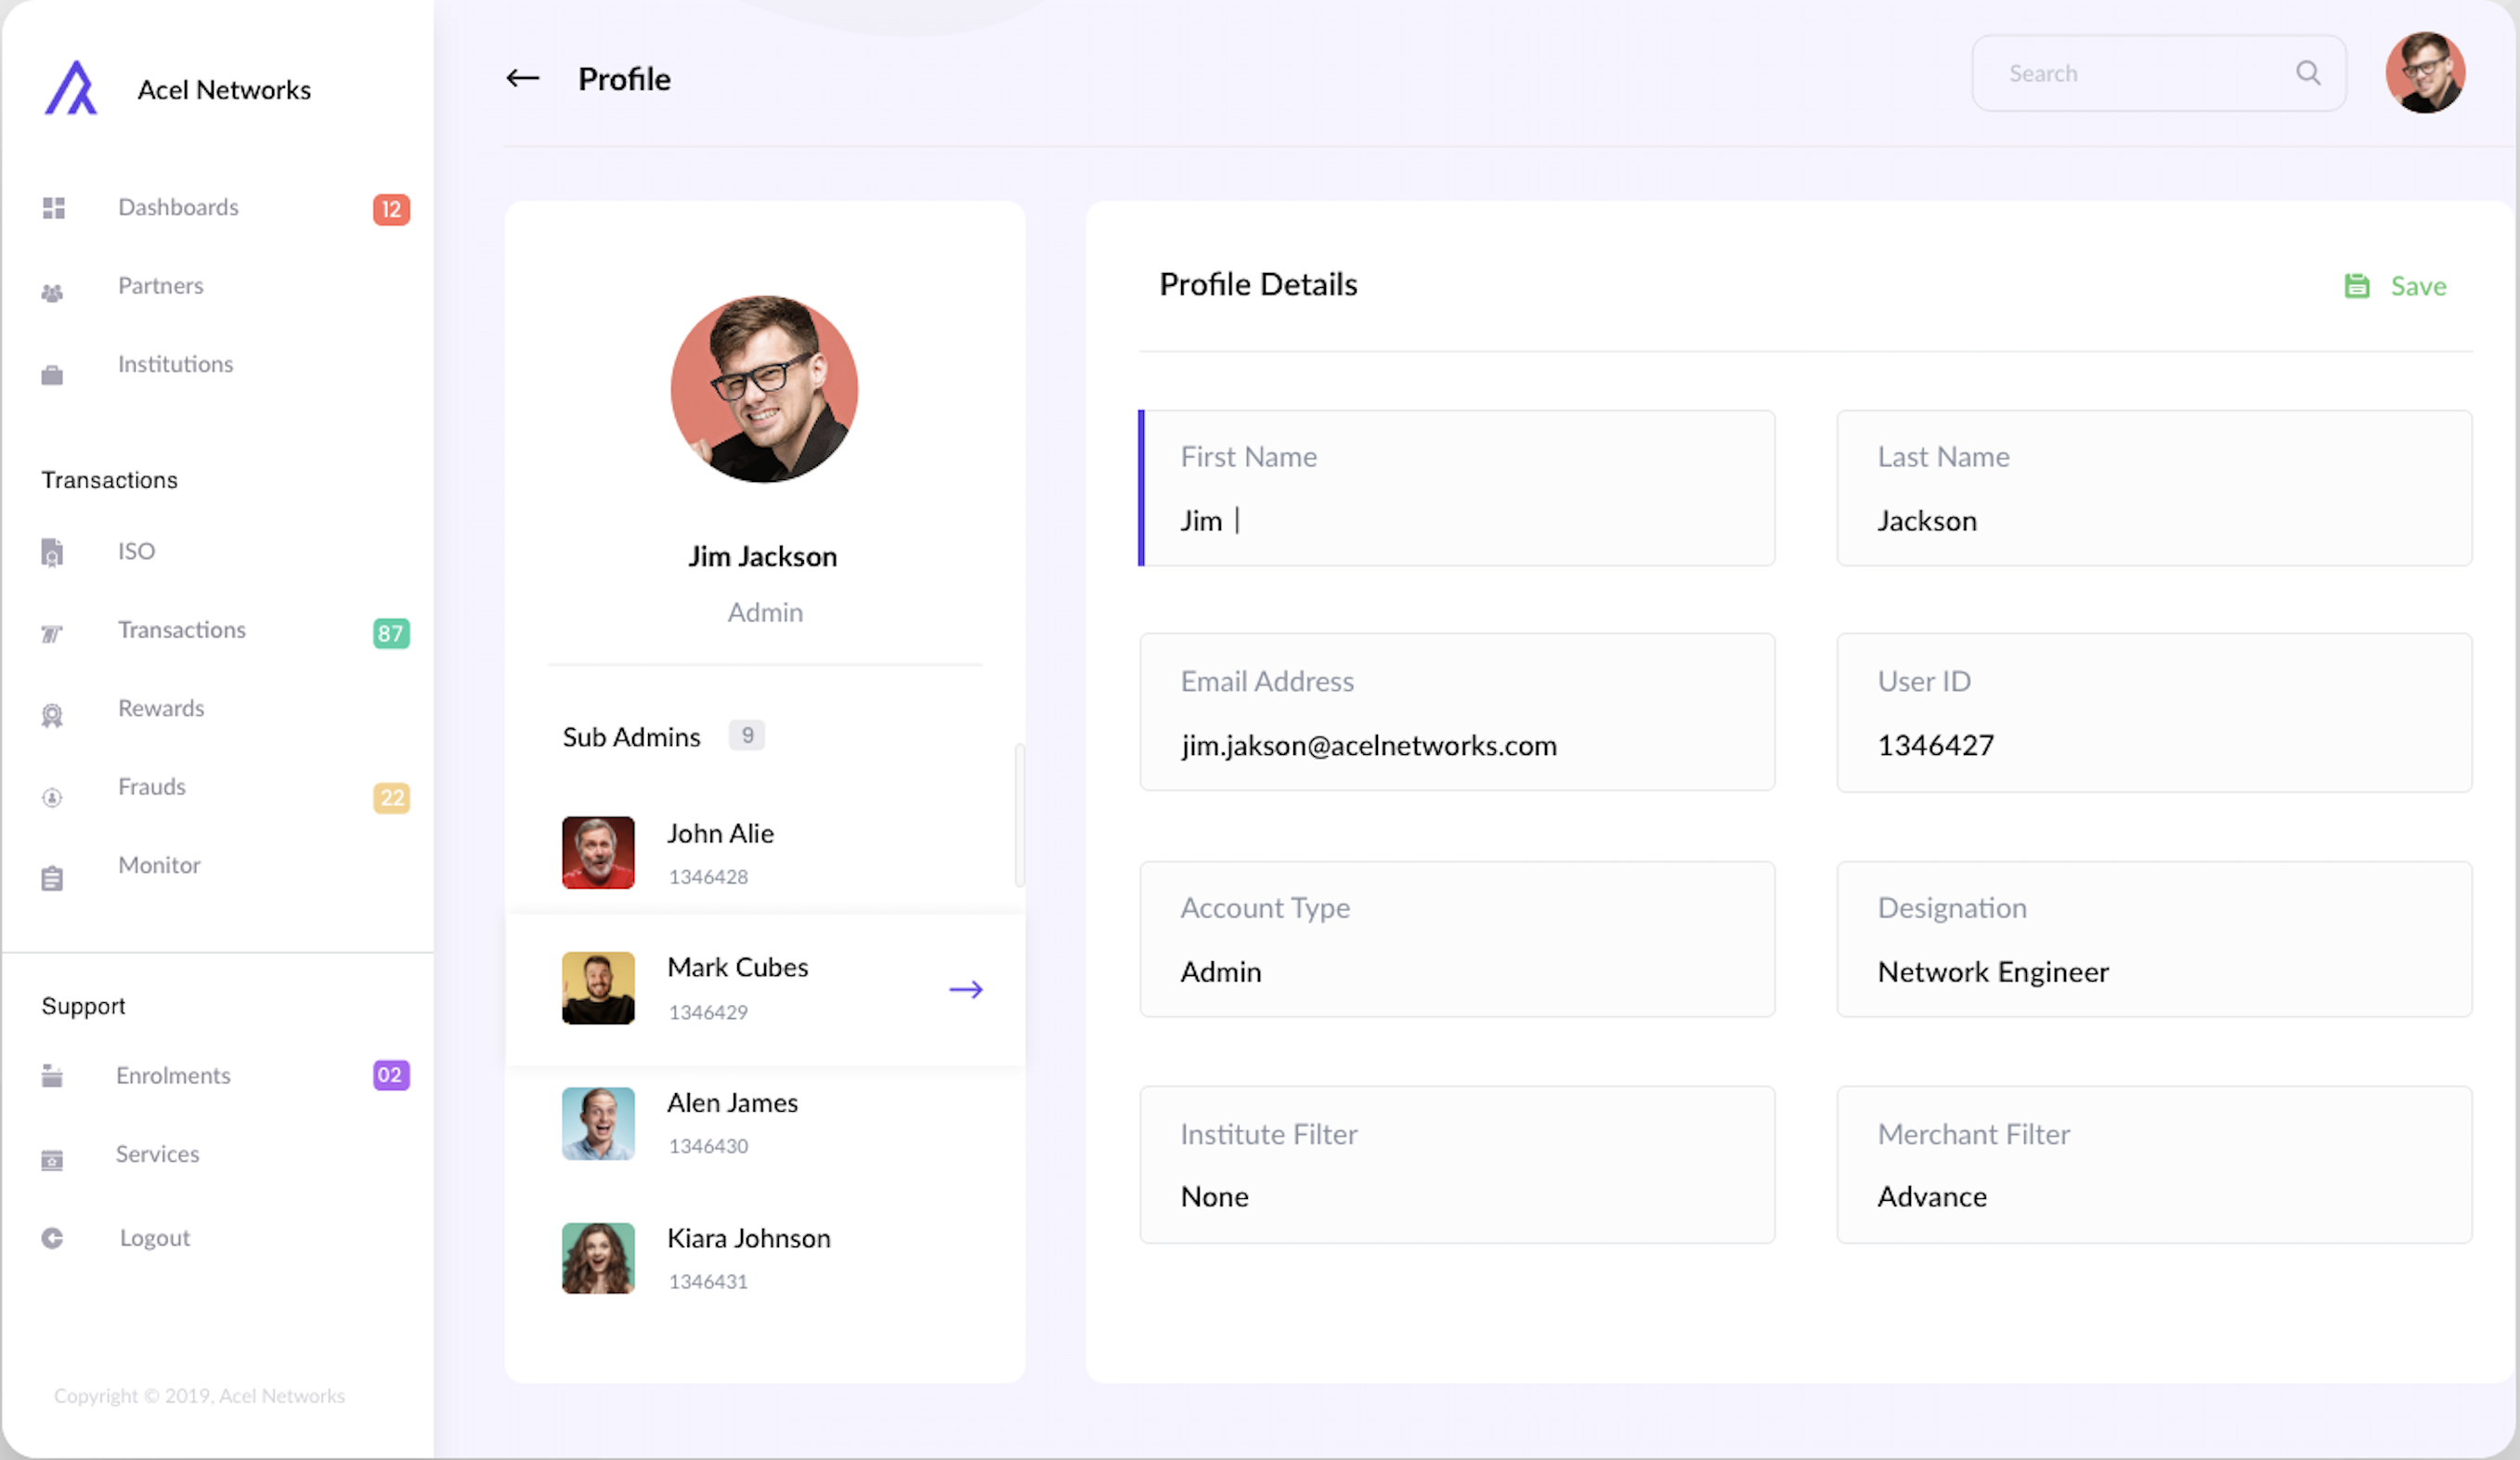 Acel Networks
Dashboards 12
Partners
Institutions
Transactions
ISO
Transactions 87
Rewards
Frauds 22
Monitor
Support
Enrolments 02
Services
Logout
Copyright © 2019, Acel Networks
Profile
Search
Jim Jackson
Admin
Sub Admins 9
John Alie
1346428
Mark Cubes
1346429
Alen James
1346430
Kiara Johnson
1346431
Profile Details
Save
First Name
Jim
Last Name
Jackson
Email Address
jim.jakson@acelnetworks.com
User ID
1346427
Account Type
Admin
Designation
Network Engineer
Institute Filter
None
Merchant Filter
Advance